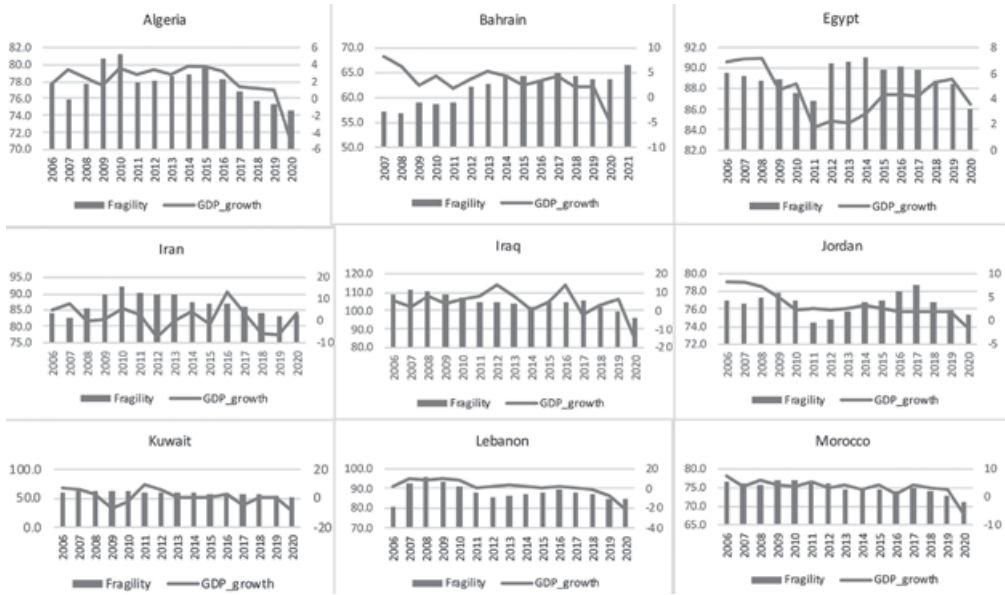 Algeria
82.0 6
80.0 4
78.0 2
76.0 0
74.0 -2
72.0 -4
70.0 -6
2006 2007 2008 2009 2010 2011 2012 2013 2014 2015 2016 2017 2018 2019 2020
Fragility GDP_growth
Bahrain
70.0 10
65.0 5
60.0 0
55.0 -5
50.0 -10
2007 2008 2009 2010 2011 2012 2013 2014 2015 2016 2017 2018 2019 2020 2021
Fragility GDP_growth
Egypt
92.0 8
90.0 6
88.0
86.0 4
84.0 2
82.0 0
2006 2007 2008 2009 2010 2011 2012 2013 2014 2015 2016 2017 2018 2019 2020
Fragility GDP_growth
Iran
95.0 20
90.0 10
85.0
80.0 0
75.0 -10
2006 2007 2008 2009 2010 2011 2012 2013 2014 2015 2016 2017 2018 2019 2020
Fragility GDP_growth
Iraq
120.0 20
110.0 10
100.0 0
90.0 -10
80.0 -20
2006 2007 2008 2009 2010 2011 2012 2013 2014 2015 2016 2017 2018 2019 2020
Fragility GDP_growth
Jordan
80.0 10
78.0
76.0 5
74.0 0
72.0 -5
2006 2007 2008 2009 2010 2011 2012 2013 2014 2015 2016 2017 2018 2019 2020
Fragility GDP_growth
Kuwait
100.0 20
50.0 0
0.0 -20
2006 2007 2008 2009 2010 2011 2012 2013 2014 2015 2016 2017 2018 2019 2020
Fragility GDP_growth
Lebanon
100.0 20
90.0 0
80.0 -20
70.0 -40
2006 2007 2008 2009 2010 2011 2012 2013 2014 2015 2016 2017 2018 2019 2020
Fragility GDP_growth
Morocco
80.0 10
75.0 0
70.0
65.0 -10
2006 2007 2008 2009 2010 2011 2012 2013 2014 2015 2016 2017 2018 2019 2020
Fragility GDP_growth